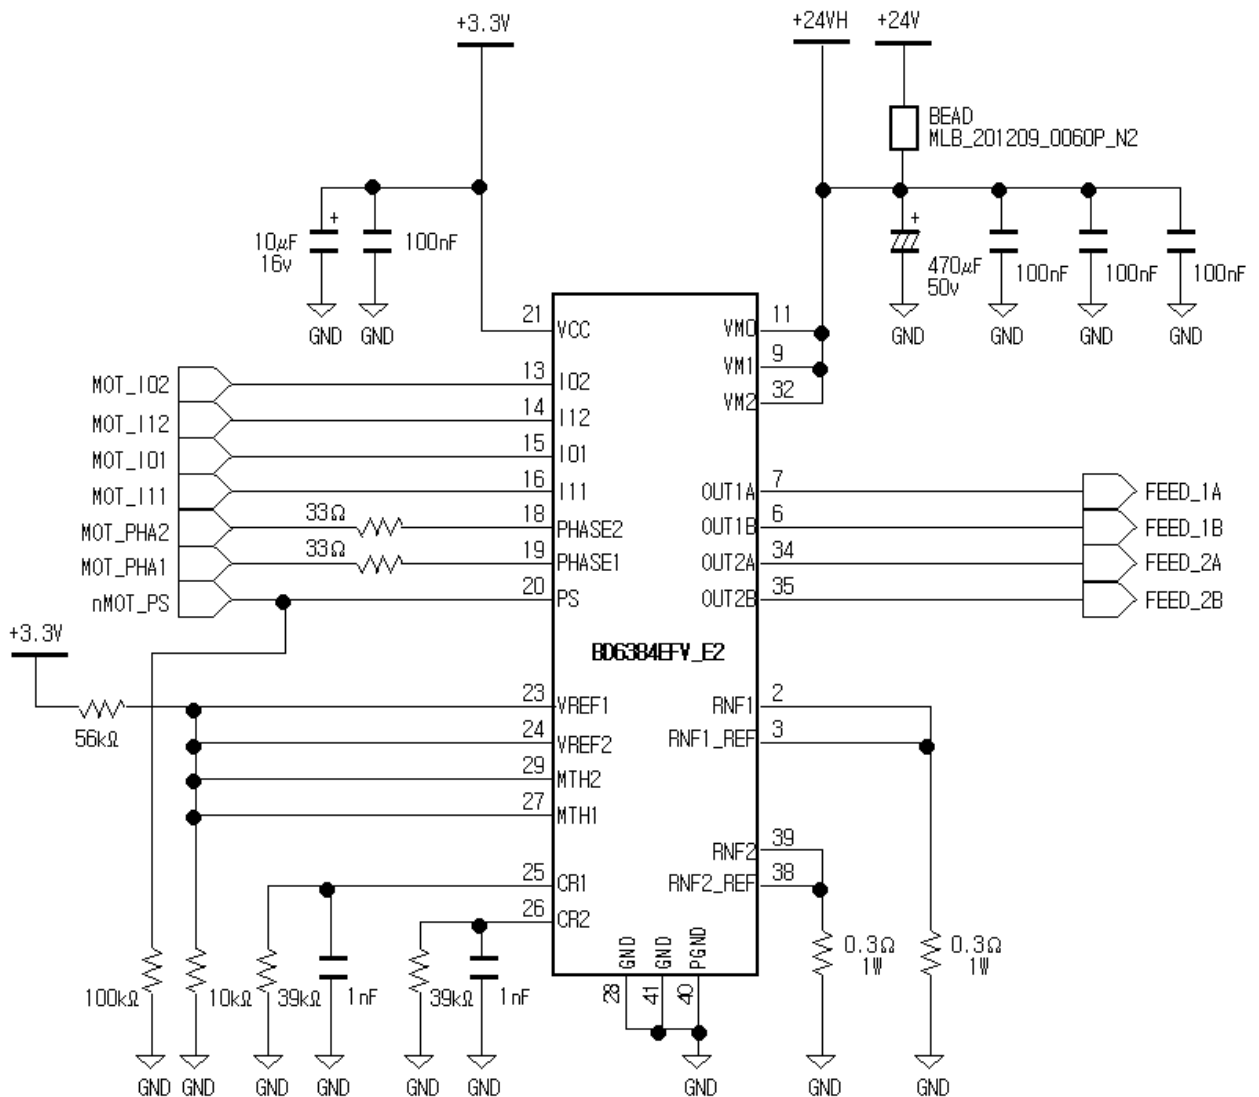 +3.3V
+24VH
+24V
BEAD
MLB_201209_0060P_N2
+
10μF
16v
100nF
+
470μF
50v
100nF
100nF
100nF
GND
GND
GND
GND
GND
GND
21
VCC
VM0
11
VM1
9
VM2
32
MOT_I02
13
I02
MOT_I12
14
I12
MOT_I01
15
I01
MOT_I11
16
I11
MOT_PHA2
33Ω
18
PHASE2
MOT_PHA1
33Ω
19
PHASE1
nMOT_PS
20
PS
OUT1A
7
FEED_1A
OUT1B
6
FEED_1B
OUT2A
34
FEED_2A
OUT2B
35
FEED_2B
+3.3V
BD6384EFV_E2
56kΩ
23
VREF1
24
VREF2
29
MTH2
27
MTH1
RNF1
2
RNF1_REF
3
RNF2
39
RNF2_REF
38
25
CR1
26
CR2
GND
GND
PGND
28
41
40
0.3Ω
1W
0.3Ω
1W
100kΩ
10kΩ
39kΩ
1nF
39kΩ
1nF
GND
GND
GND
GND
GND
GND
GND
GND
GND